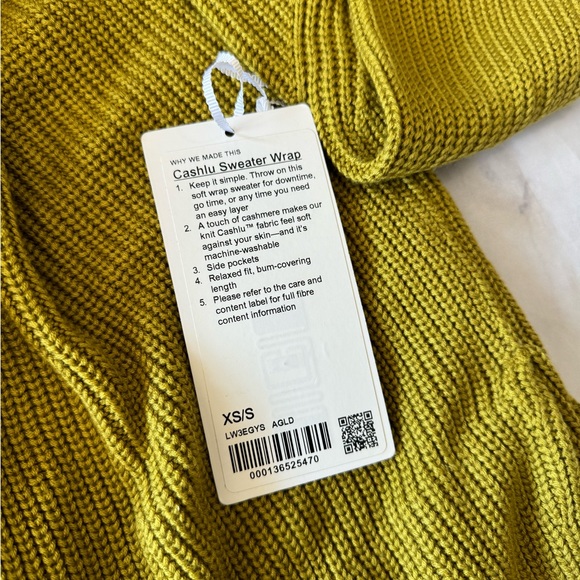 WHY WE MADE THIS
Cashlu Sweater Wrap
1. Keep it simple. Throw on this
soft wrap sweater for downtime,
go time, or any time you need
an easy layer
2. A touch of cashmere makes our
knit Cashlu™ fabric feel soft
against your skin—and it's
machine-washable
3. Side pockets
4. Relaxed fit, bum-covering
length
5. Please refer to the care and
content label for full fibre
content information
XS/S
LW3EGYS AGLD
000136525470